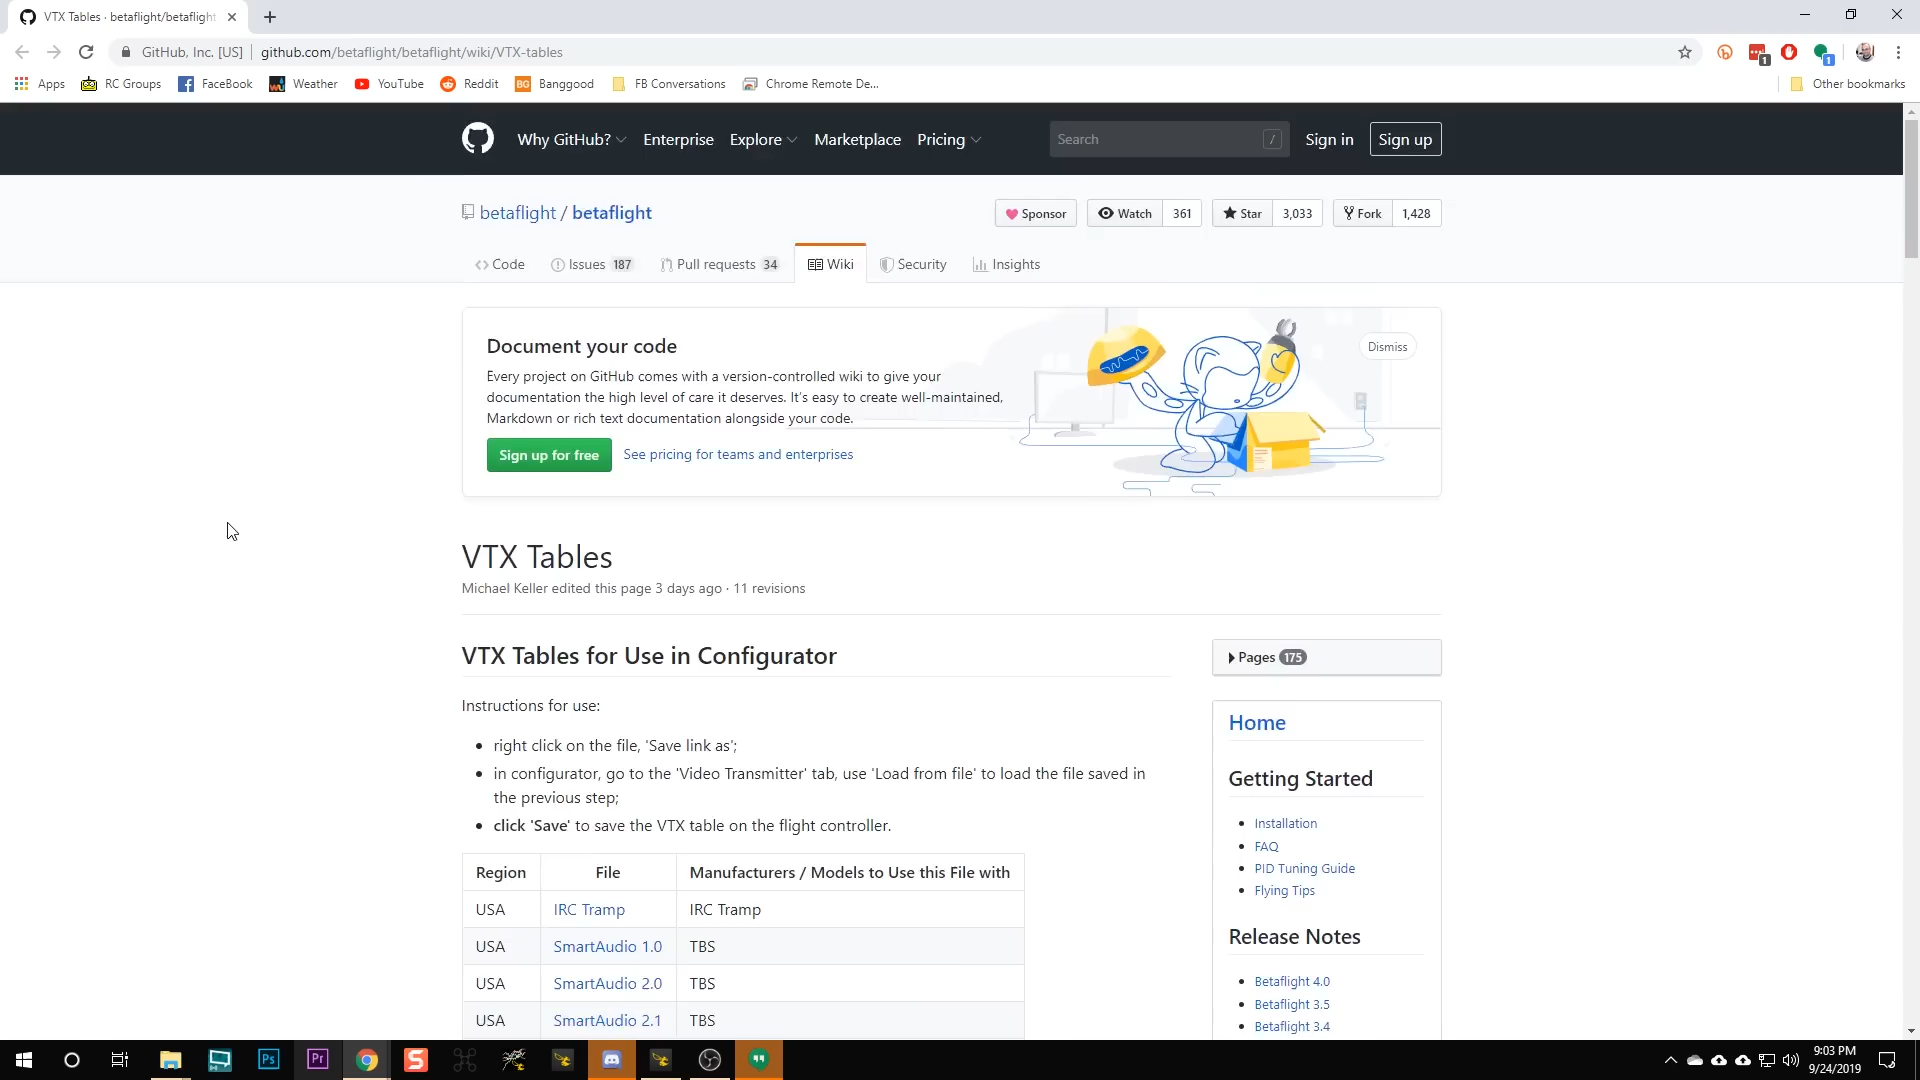 VTX Tables · betaflight/betaflight
GitHub, Inc. [US] github.com/betaflight/betaflight/wiki/VTX-tables
1 1
Apps RC Groups FaceBook Weather YouTube Reddit BG Banggood FB Conversations Chrome Remote De... Other bookmarks
Why GitHub? Enterprise Explore Marketplace Pricing Search / Sign in Sign up
betaflight / betaflight Sponsor Watch 361 Star 3,033 Fork 1,428
Code Issues 187 Pull requests 34 Wiki Security Insights
Document your code
Dismiss
Every project on GitHub comes with a version-controlled wiki to give your
documentation the high level of care it deserves. It's easy to create well-maintained,
Markdown or rich text documentation alongside your code.
Sign up for free See pricing for teams and enterprises
VTX Tables
Michael Keller edited this page 3 days ago · 11 revisions
VTX Tables for Use in Configurator
Instructions for use:
right click on the file, 'Save link as';
in configurator, go to the 'Video Transmitter' tab, use 'Load from file' to load the file saved in
the previous step;
click 'Save' to save the VTX table on the flight controller.
Region File Manufacturers / Models to Use this File with
USA IRC Tramp IRC Tramp
USA SmartAudio 1.0 TBS
USA SmartAudio 2.0 TBS
USA SmartAudio 2.1 TBS
Pages 175
Home
Getting Started
Installation
FAQ
PID Tuning Guide
Flying Tips
Release Notes
Betaflight 4.0
Betaflight 3.5
Betaflight 3.4
Ps Pr S
9:03 PM
9/24/2019